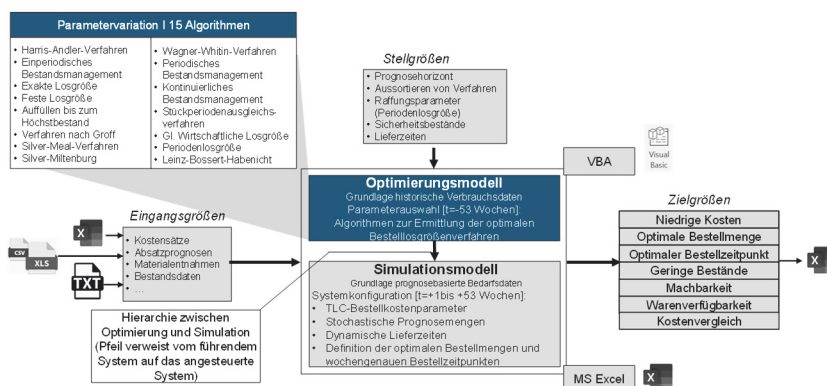 Parametervariation I 15 Algorithmen
• Harris-Andler-Verfahren
• Einperiodisches
Bestandsmanagement
• Exakte Losgröße
• Feste Losgröße
• Auffüllen bis zum
Höchstbestand
• Verfahren nach Groff
• Silver-Meal-Verfahren
• Silver-Miltenburg
• Wagner-Whitin-Verfahren
• Periodisches
Bestandsmanagement
• Kontinuierliches
Bestandsmanagement
• Stückperiodenausgleichs-
verfahren
• Gl. Wirtschaftliche Losgröße
• Periodenlosgröße
• Leinz-Bossert-Habenicht
Stellgrößen
• Prognosehorizont
• Aussortieren von Verfahren
• Raffungsparameter
(Periodenlosgröße)
• Sicherheitsbestände
• Lieferzeiten
VBA
Visual
Basic
Optimierungsmodell
Grundlage historische Verbrauchsdaten
Parameterauswahl [t=-53 Wochen]:
Algorithmen zur Ermittlung der optimalen
Bestelllosgrößenverfahren
Eingangsgrößen
• Kostensätze
• Absatzprognosen
• Materialentnahmen
• Bestandsdaten
• ...
X
CSV
XLS
TXT
Simulationsmodell
Grundlage prognosebasierte Bedarfsdaten
Systemkonfiguration [t=+1bis +53 Wochen]:
• TLC-Bestellkostenparameter
• Stochastische Prognosemengen
• Dynamische Lieferzeiten
• Definition der optimalen Bestellmengen und
wochengenauen Bestellzeitpunkten
Hierarchie zwischen
Optimierung und Simulation
(Pfeil verweist vom führendem
System auf das angesteuerte
System)
Zielgrößen
Niedrige Kosten
Optimale Bestellmenge
Optimaler Bestellzeitpunkt
Geringe Bestände
Machbarkeit
Warenverfügbarkeit
Kostenvergleich
X
MS Excel
X